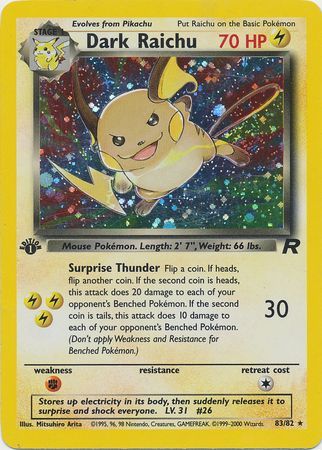 Evolves from Pikachu Put Raichu on the Basic Pokémon
STAGE 1
Dark Raichu 70 HP
EDITION
1
Mouse Pokémon. Length: 2' 7", Weight: 66 lbs.
R
Surprise Thunder Flip a coin. If heads,
flip another coin. If the second coin is heads,
this attack does 20 damage to each of your
opponent's Benched Pokémon. If the second
coin is tails, this attack does 10 damage to
each of your opponent's Benched Pokémon.
(Don't apply Weakness and Resistance for
Benched Pokémon.)
30
weakness resistance retreat cost
Stores up electricity in its body, then suddenly releases it to
surprise and shock everyone. LV. 31 #26
Illus. Mitsuhiro Arita ©1995, 96, 98 Nintendo, Creatures, GAMEFREAK. ©1999-2000 Wizards. 83/82 ★